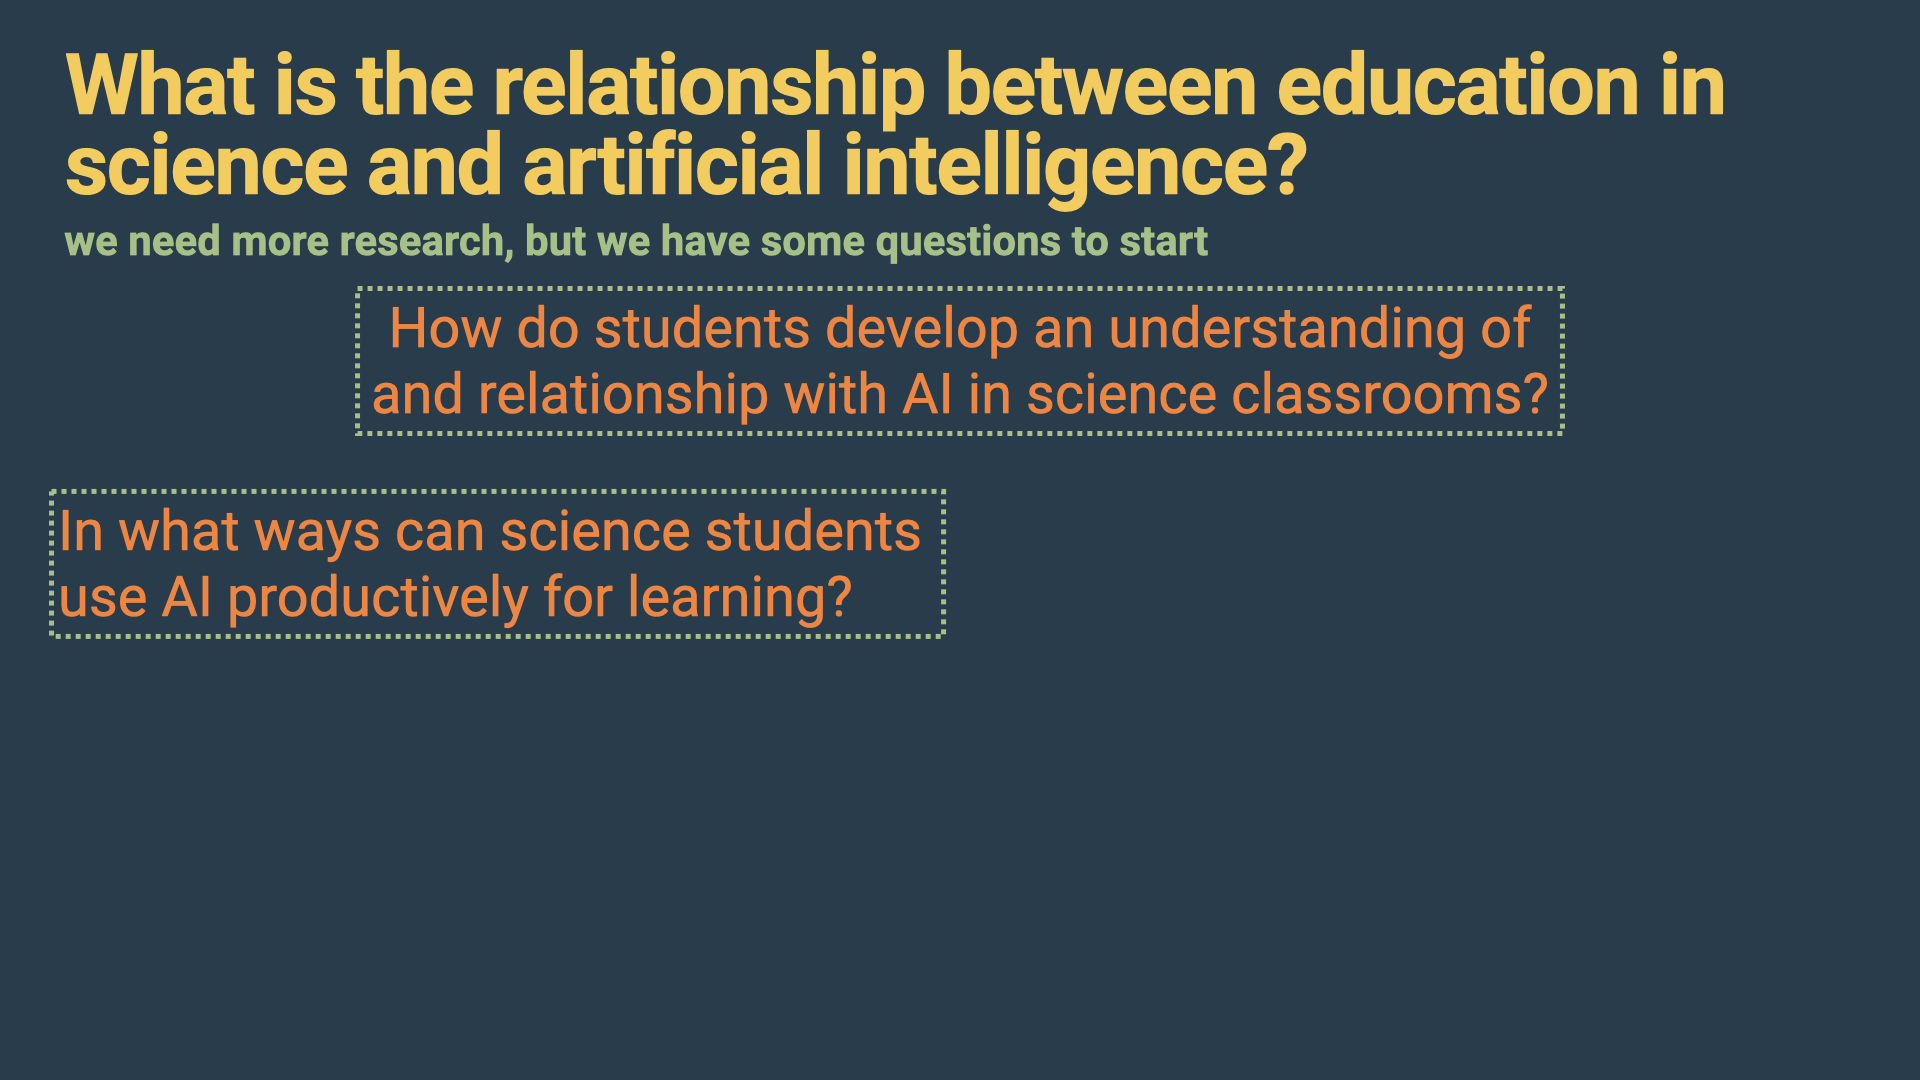 What is the relationship between education in
science and artificial intelligence?
we need more research, but we have some questions to start
How do students develop an understanding of
and relationship with AI in science classrooms?
In what ways can science students
use AI productively for learning?